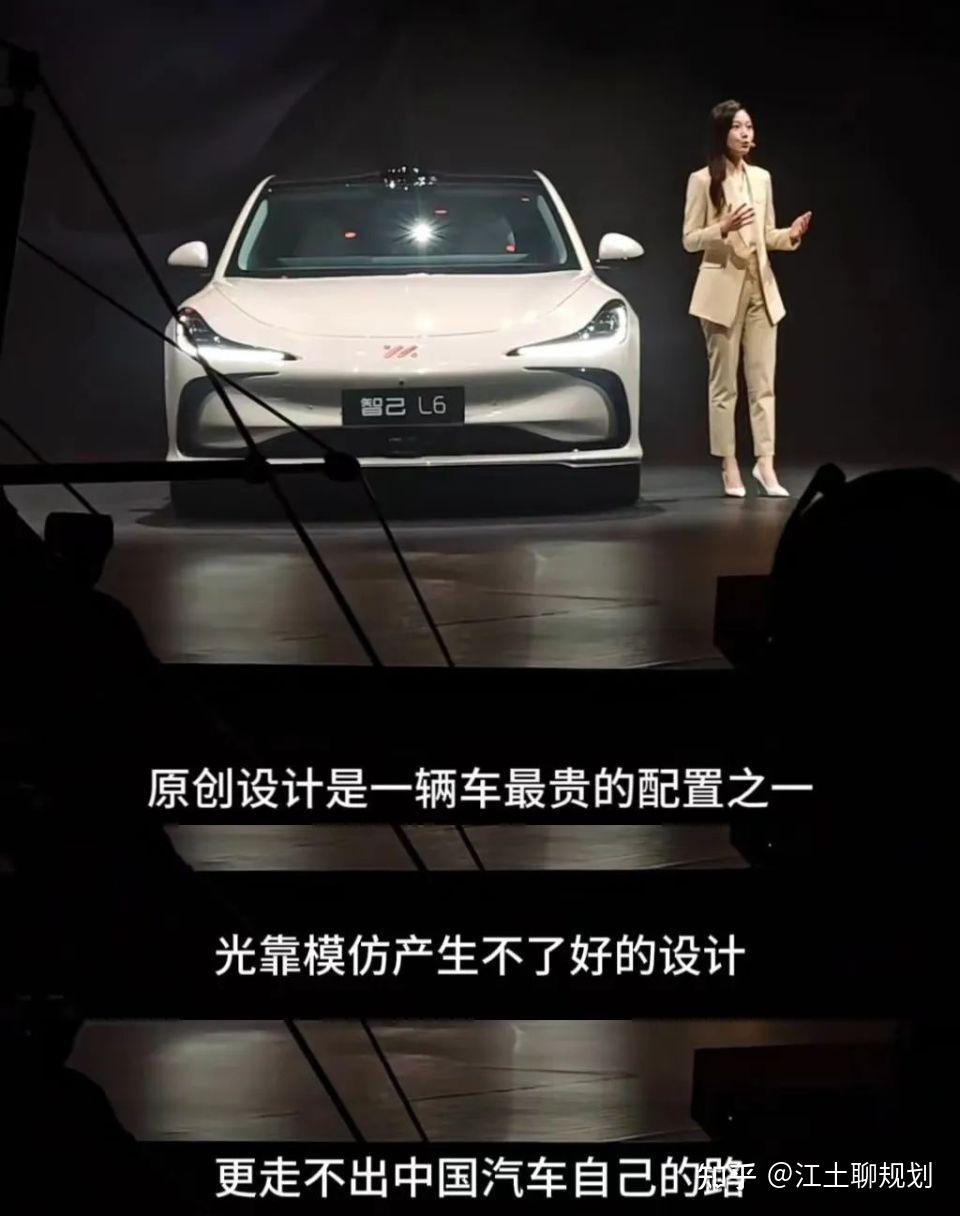 智己 L6
原创设计是一辆车最贵的配置之一
光靠模仿产生不了好的设计
更走不出中国汽车自己的路
知乎 @江土聊规划